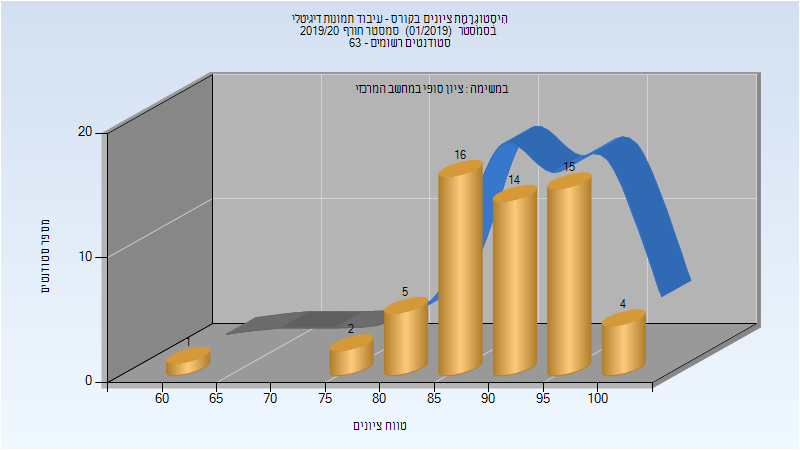 היסטוגרמת ציונים בקורס - עיבוד תמונות דיגיטלי
בסמסטר (01/2019) סמסטר חורף 2019/20
סטודנטים רשומים - 63
במשימה : ציון סופי במחשב המרכזי
מספר סטודנטים
20
10
0
1
2
5
16
14
15
4
60 65 70 75 80 85 90 95 100
טווח ציונים